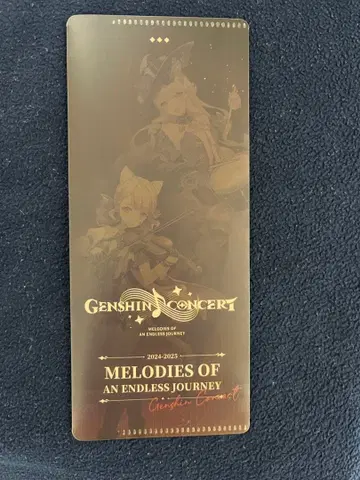 GENSHIN CONCERT
MELODIES OF
AN ENDLESS JOURNEY
2024-2025
MELODIES OF
AN ENDLESS JOURNEY
Genshin Concert